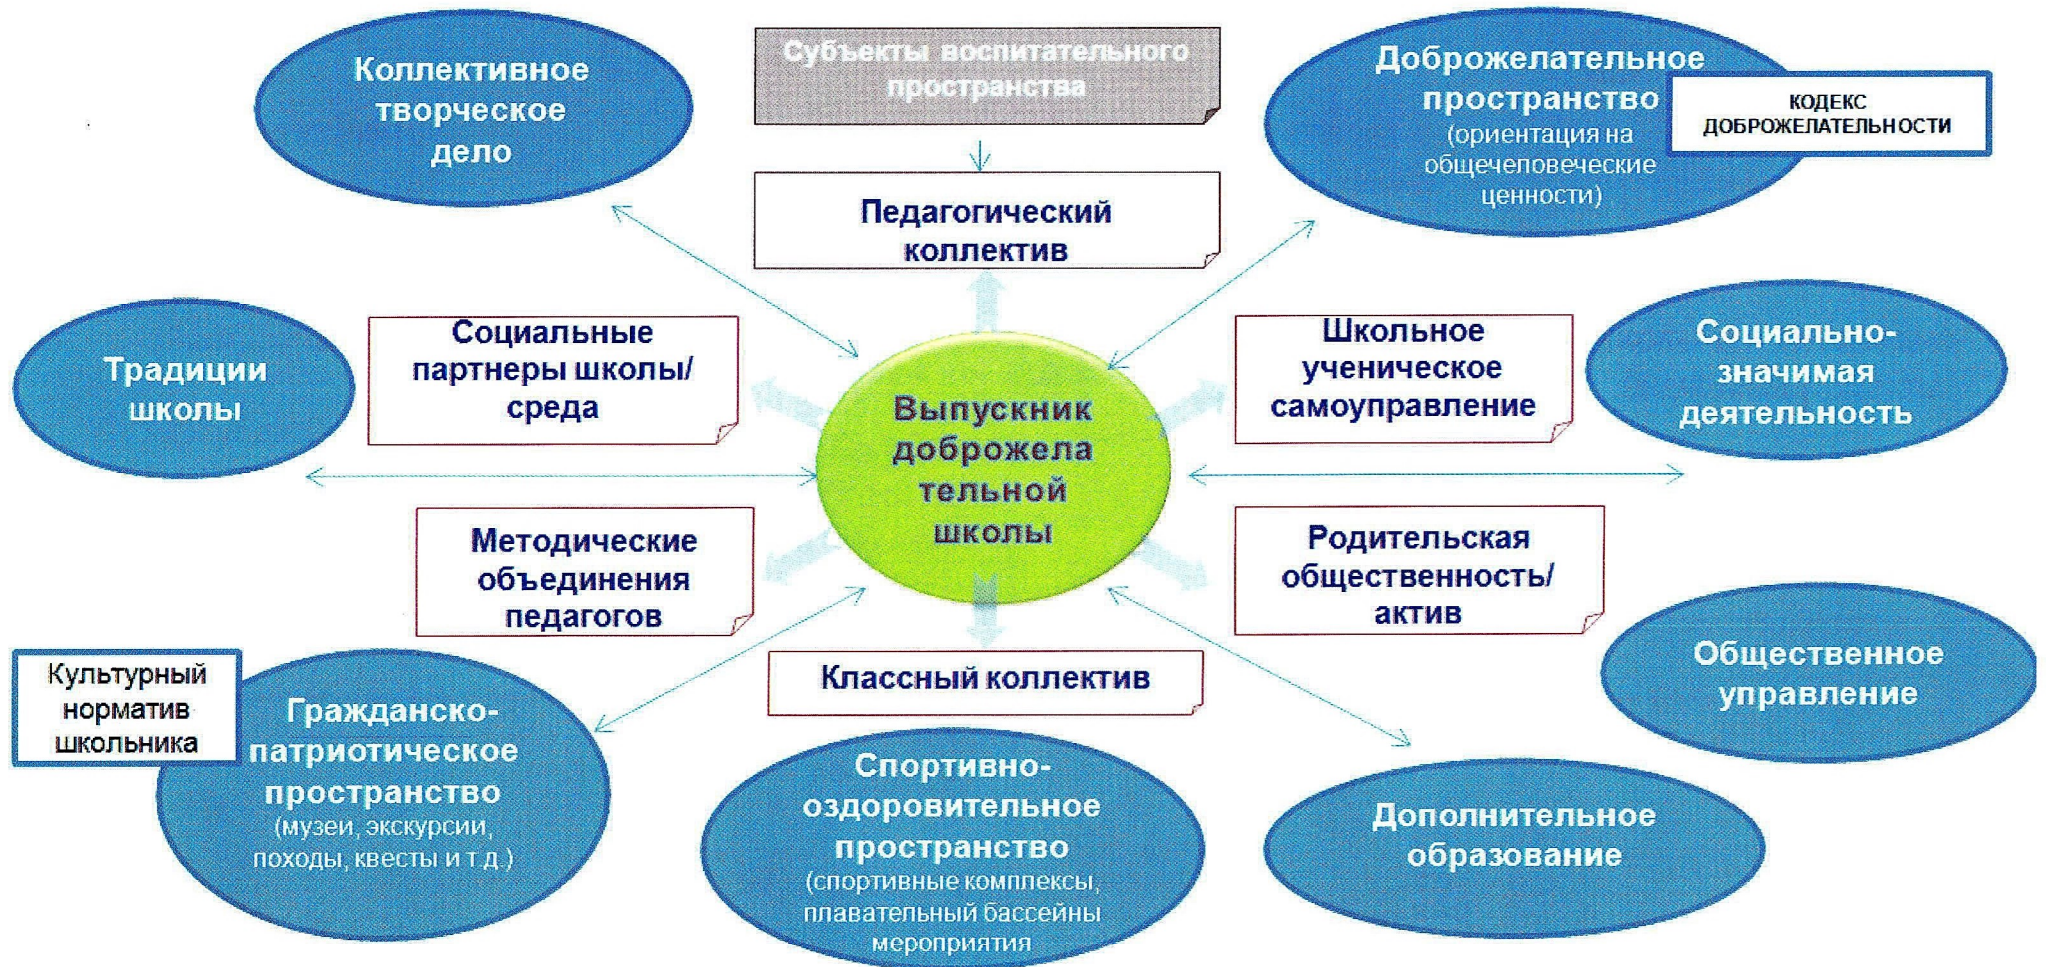 Коллективное
творческое
дело
Субъекты воспитательного
пространства
Доброжелательное
пространство
(ориентация на
общечеловеческие
ценности)
КОДЕКС
ДОБРОЖЕЛАТЕЛЬНОСТИ
Педагогический
коллектив
Традиции
школы
Социальные
партнеры школы/
среда
Выпускник
доброжела
тельной
школы
Школьное
ученическое
самоуправление
Социально-
значимая
деятельность
Методические
объединения
педагогов
Родительская
общественность/
актив
Культурный
норматив
школьника
Гражданско-
патриотическое
пространство
(музеи, экскурсии,
походы, квесты и т.д.)
Классный коллектив
Общественное
управление
Спортивно-
оздоровительное
пространство
(спортивные комплексы,
плавательный бассейны
мероприятия
Дополнительное
образование